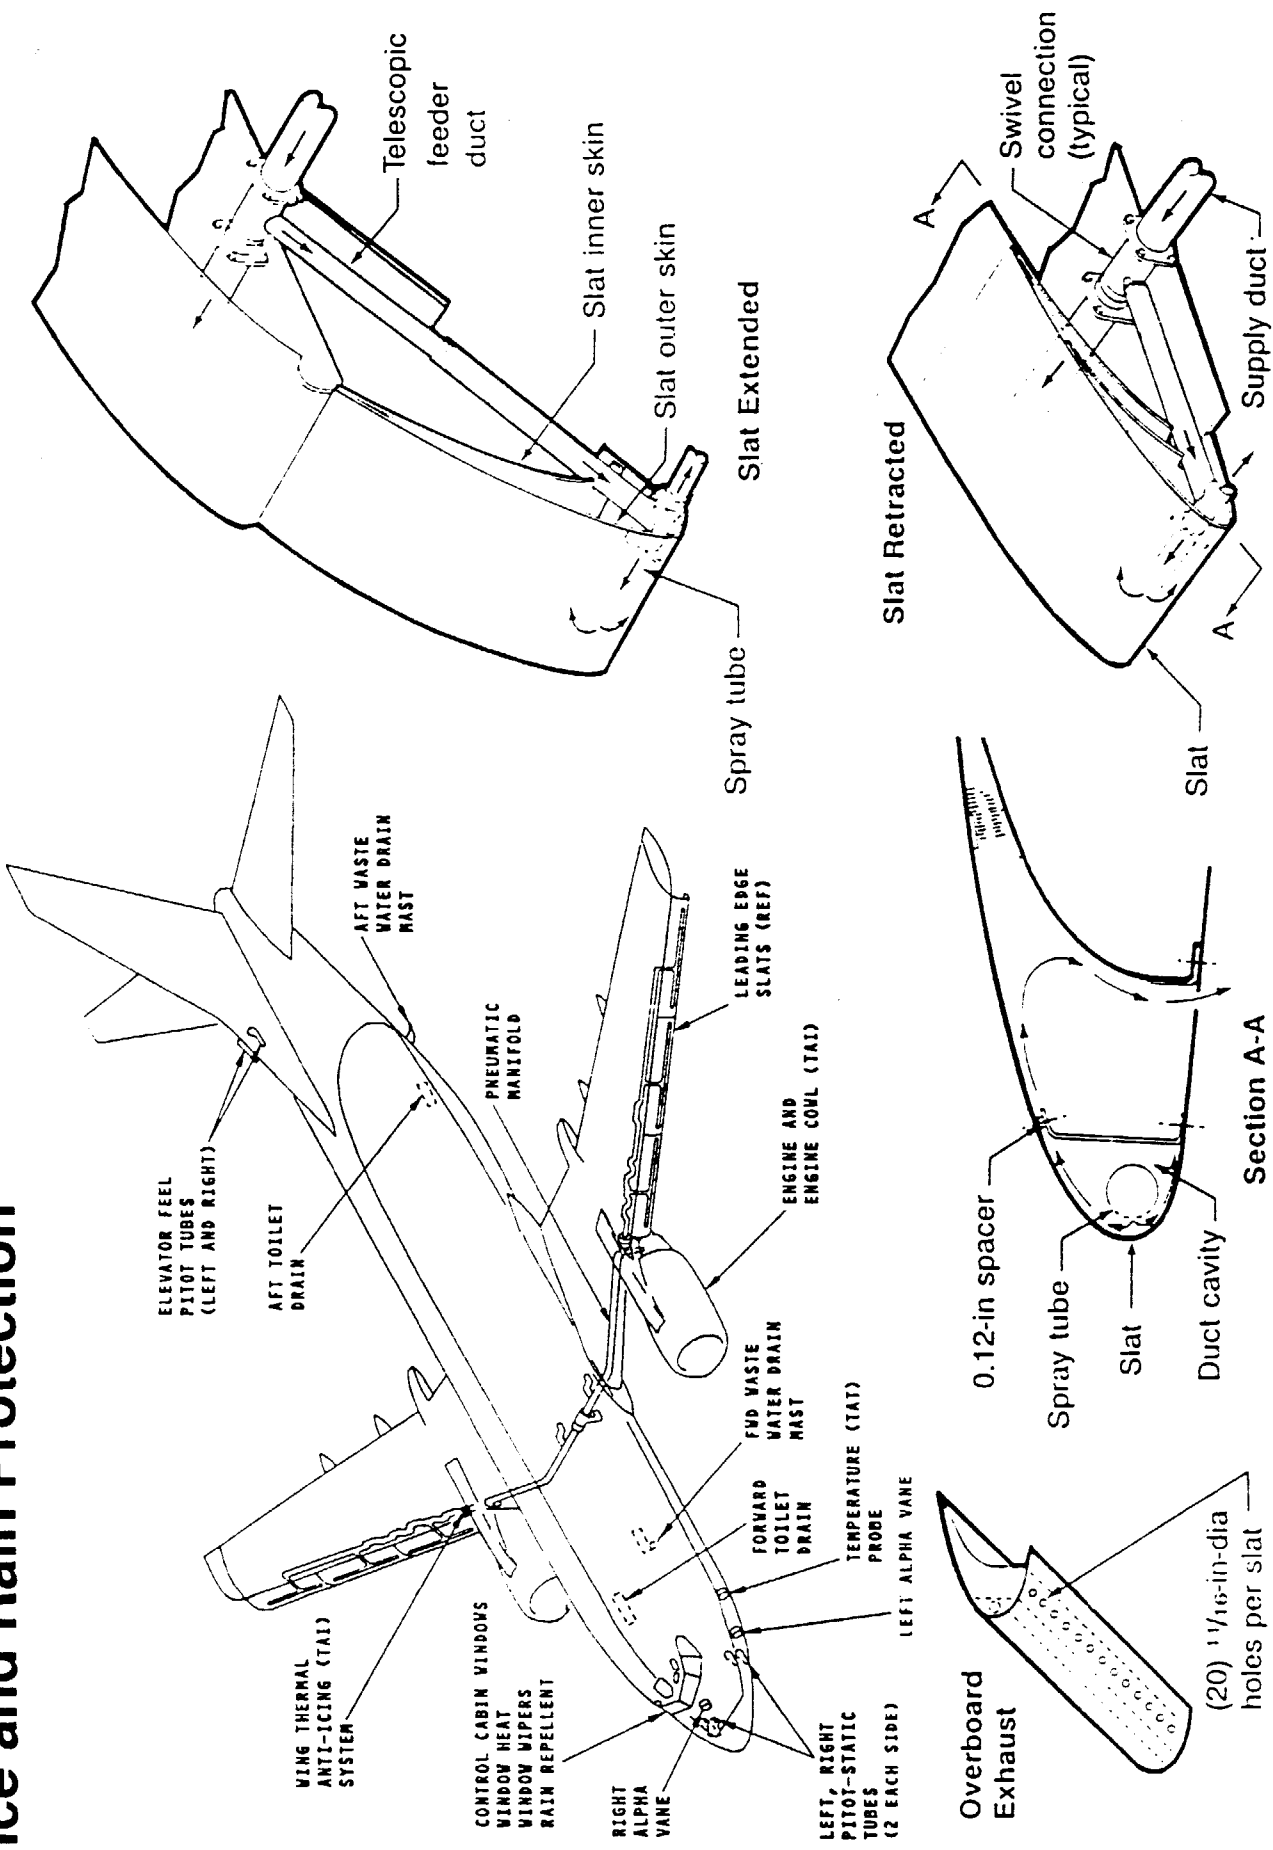 Ice and Rain Protection
ELEVATOR FEEL
PITOT TUBES
(LEFT AND RIGHT)
AFT TOILET
DRAIN
AFT WASTE
WATER DRAIN
MAST
PNEUMATIC
MANIFOLD
WING THERMAL
ANTI-ICING (TAI)
SYSTEM
LEADING EDGE
SLATS (REF)
ENGINE AND
ENGINE COWL (TAI)
CONTROL CABIN WINDOWS
WINDOW HEAT
WINDOW WIPERS
RAIN REPELLENT
RIGHT
ALPHA
VANE
FWD WASTE
WATER DRAIN
MAST
FORWARD
TOILET
DRAIN
TEMPERATURE (TAT)
PROBE
LEFT ALPHA VANE
LEFT, RIGHT
PITOT-STATIC
TUBES
(2 EACH SIDE)
Telescopic
feeder
duct
Slat inner skin
Slat outer skin
Spray tube
Slat Extended
Overboard
Exhaust
(20) 11/16-in-dia
holes per slat
0.12-in spacer
Spray tube
Slat
Duct cavity
Section A-A
Slat Retracted
A
Swivel
connection
(typical)
A
Slat
Supply duct